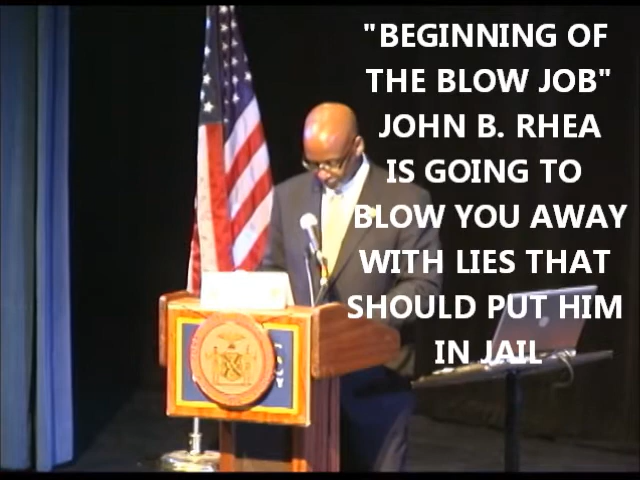 "BEGINNING OF
THE BLOW JOB"
JOHN B. RHEA
IS GOING TO
BLOW YOU AWAY
WITH LIES THAT
SHOULD PUT HIM
IN JAIL